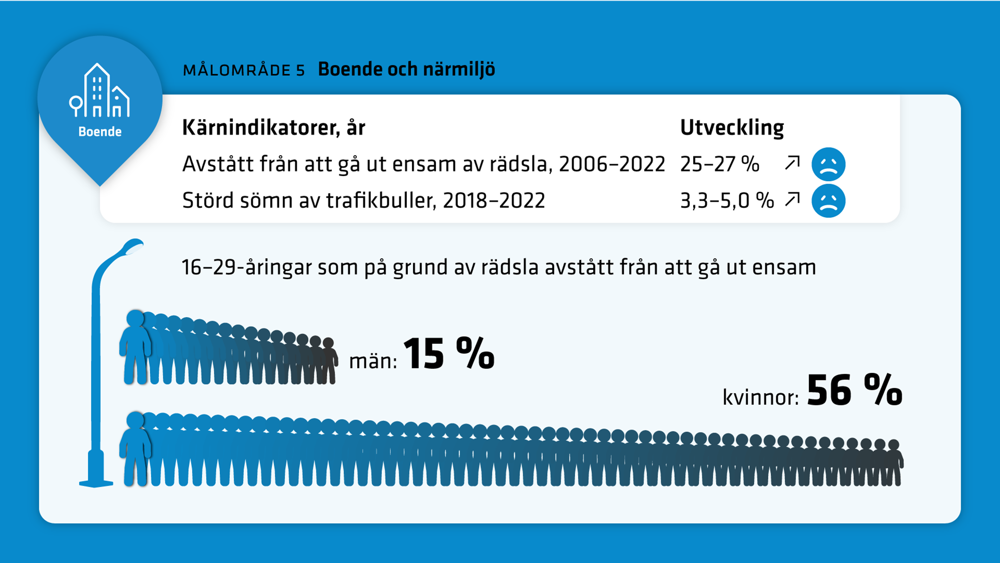 MÅLOMRÅDE 5 Boende och närmiljö
Boende
Kärnindikatorer, år Utveckling
Avstått från att gå ut ensam av rädsla, 2006–2022 25–27 % ↗
Störd sömn av trafikbuller, 2018–2022 3,3–5,0 % ↗
16–29-åringar som på grund av rädsla avstått från att gå ut ensam
män: 15 %
kvinnor: 56 %